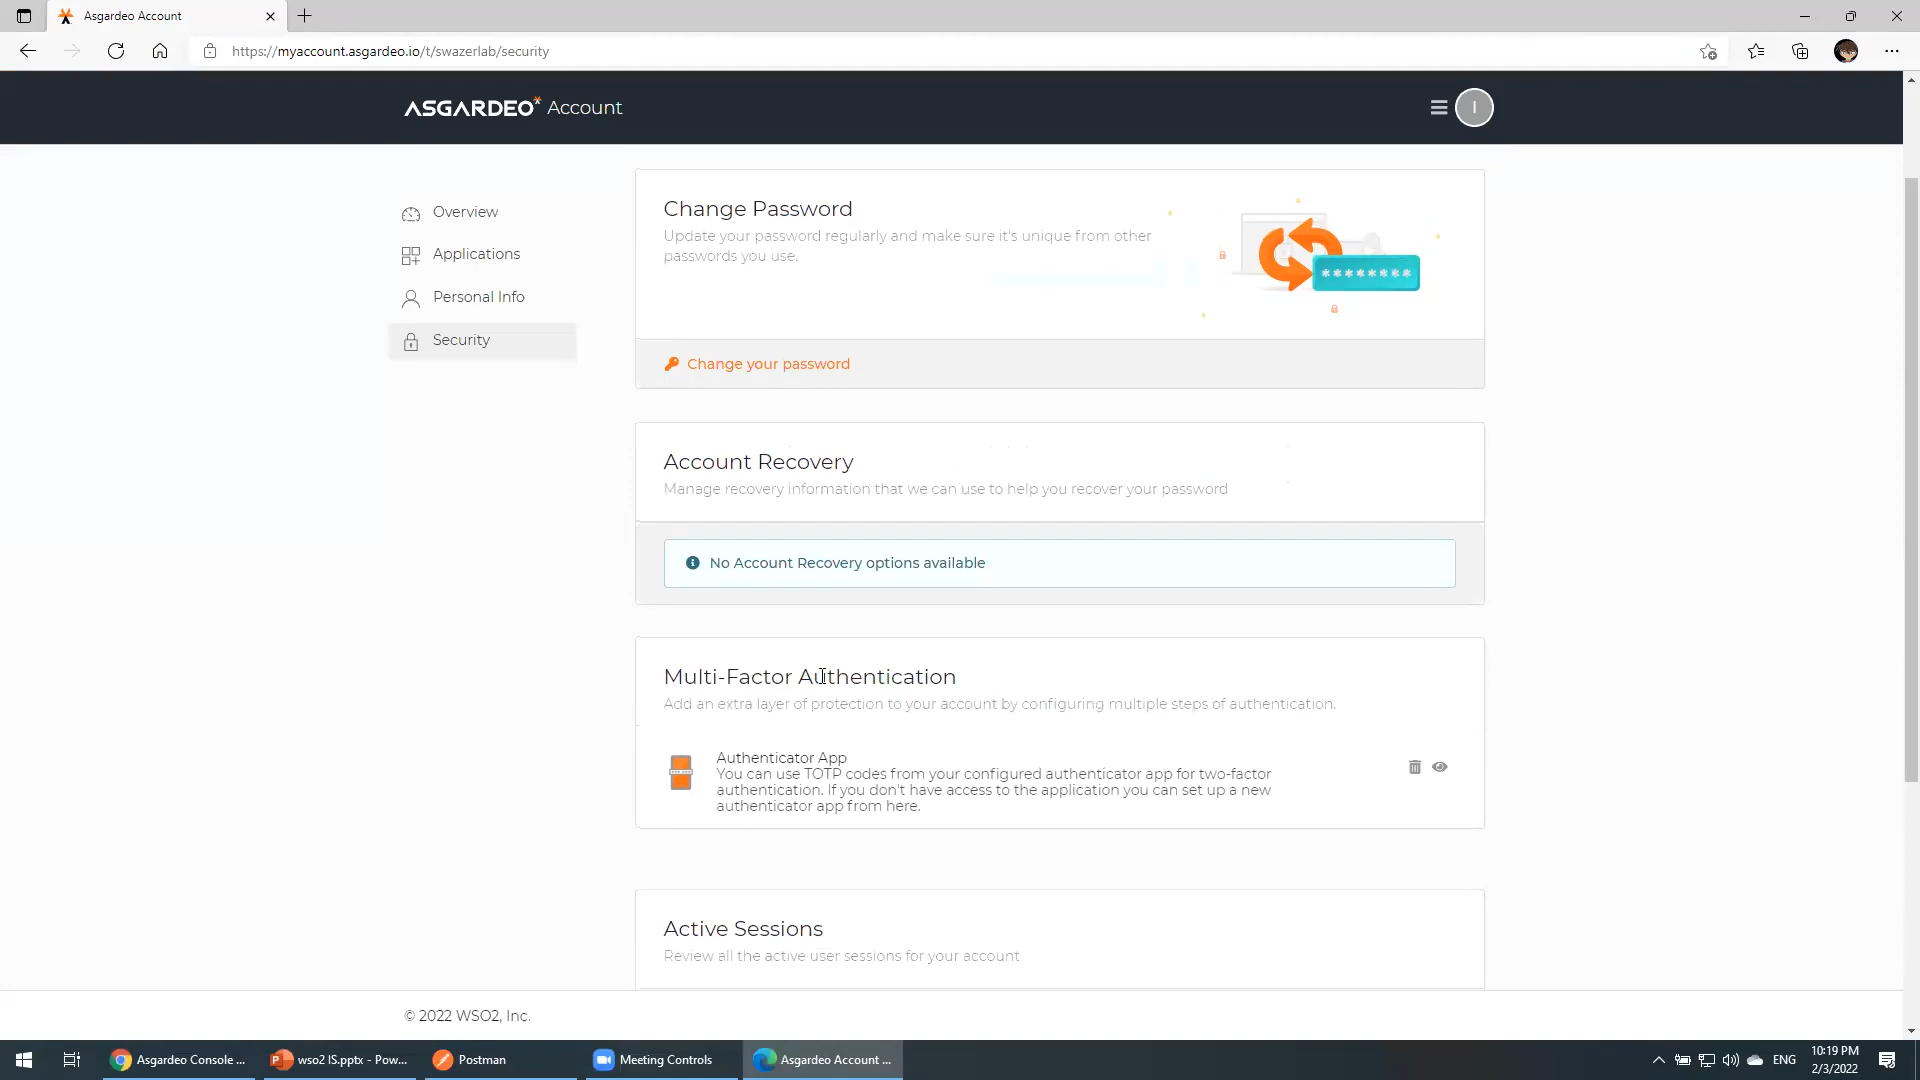 Asgardeo Account
https://myaccount.asgardeo.io/t/swazerlab/security
ASGARDEO Account
I
Overview
Applications
Personal Info
Security
Change Password
Update your password regularly and make sure it's unique from other
passwords you use.
********
Change your password
Account Recovery
Manage recovery information that we can use to help you recover your password
No Account Recovery options available
Multi-Factor Authentication
Add an extra layer of protection to your account by configuring multiple steps of authentication.
Authenticator App
You can use TOTP codes from your configured authenticator app for two-factor
authentication. If you don't have access to the application you can set up a new
authenticator app from here.
Active Sessions
Review all the active user sessions for your account
© 2022 WSO2, Inc.
Asgardeo Console ...
wso2 IS.pptx - Pow...
Postman
Meeting Controls
Asgardeo Account ...
ENG
10:19 PM
2/3/2022